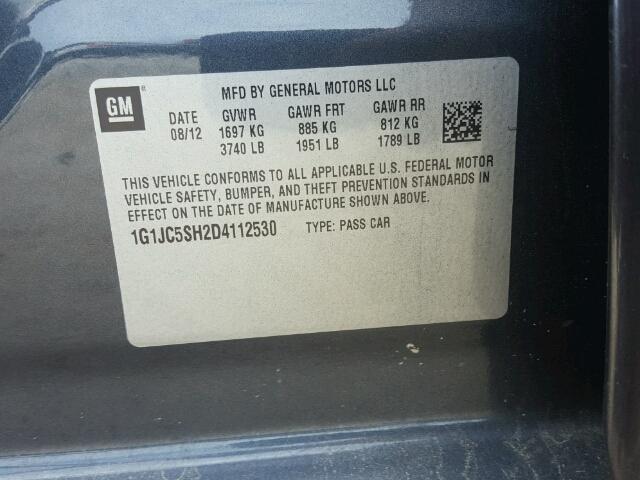 GM
MFD BY GENERAL MOTORS LLC
DATE GVWR GAWR FRT GAWR RR
08/12 1697 KG 885 KG 812 KG
3740 LB 1951 LB 1789 LB
THIS VEHICLE CONFORMS TO ALL APPLICABLE U.S. FEDERAL MOTOR
VEHICLE SAFETY, BUMPER, AND THEFT PREVENTION STANDARDS IN
EFFECT ON THE DATE OF MANUFACTURE SHOWN ABOVE.
1G1JC5SH2D4112530 TYPE: PASS CAR